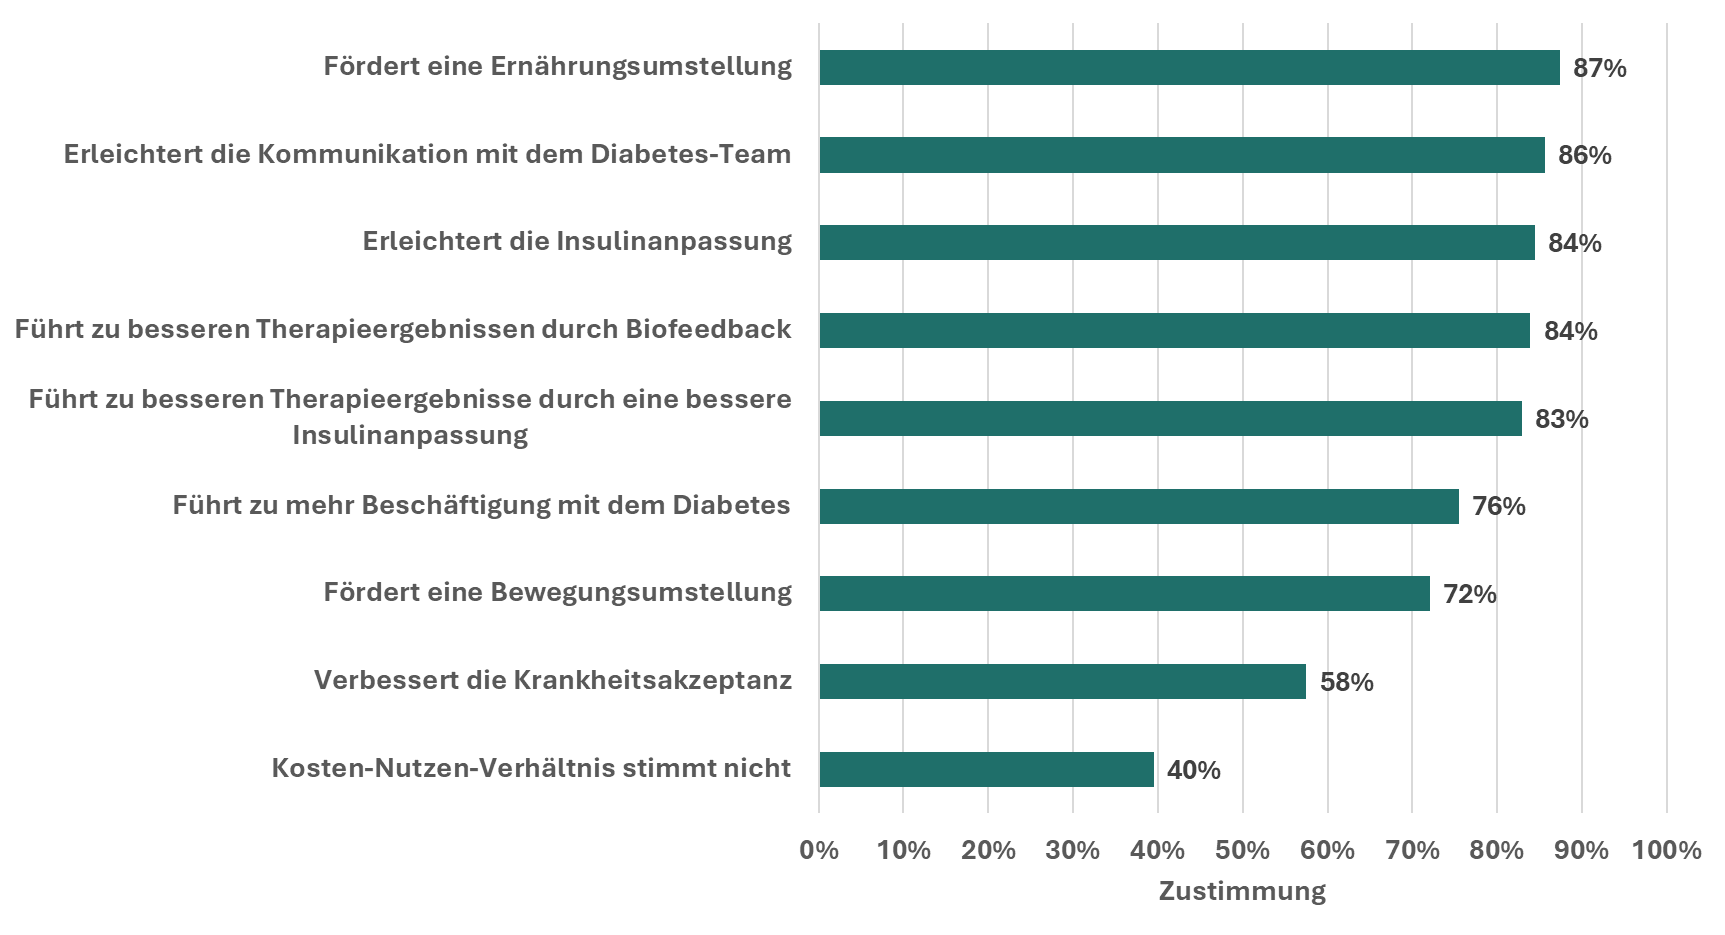 Fördert eine Ernährungsumstellung
87%
Erleichtert die Kommunikation mit dem Diabetes-Team
86%
Erleichtert die Insulinanpassung
84%
Führt zu besseren Therapieergebnissen durch Biofeedback
84%
Führt zu besseren Therapieergebnisse durch eine bessere
Insulinanpassung
83%
Führt zu mehr Beschäftigung mit dem Diabetes
76%
Fördert eine Bewegungsumstellung
72%
Verbessert die Krankheitsakzeptanz
58%
Kosten-Nutzen-Verhältnis stimmt nicht
40%
0% 10% 20% 30% 40% 50% 60% 70% 80% 90% 100%
Zustimmung